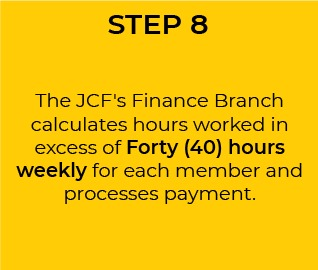 STEP 8
The JCF's Finance Branch
calculates hours worked in
excess of Forty (40) hours
weekly for each member and
processes payment.